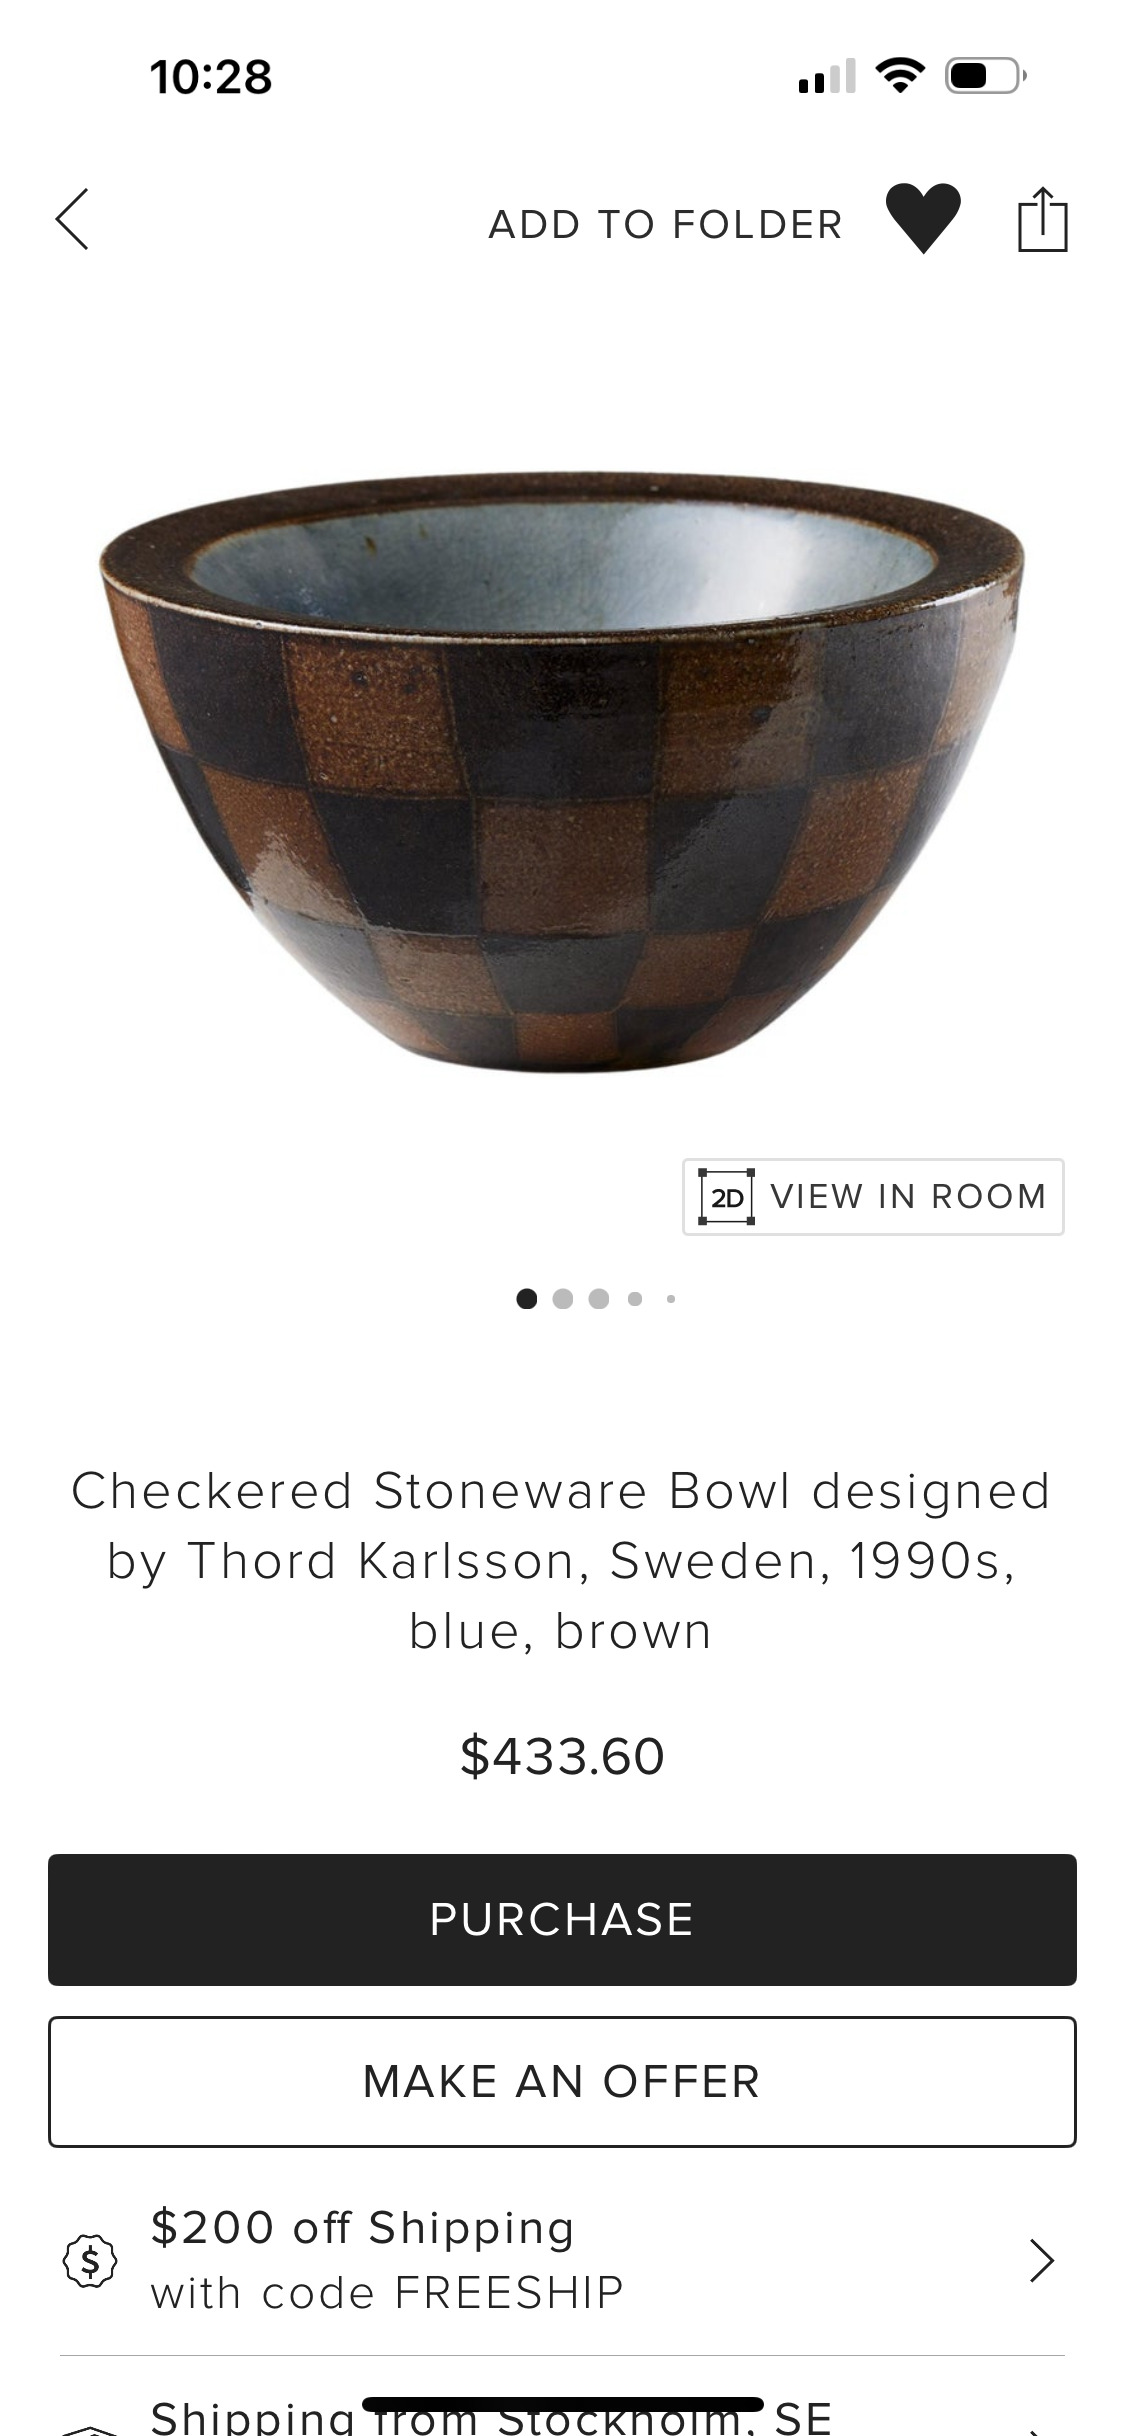 10:28
ADD TO FOLDER
2D VIEW IN ROOM
Checkered Stoneware Bowl designed
by Thord Karlsson, Sweden, 1990s,
blue, brown
$433.60
PURCHASE
MAKE AN OFFER
$200 off Shipping
with code FREESHIP
Shipping from Stockholm, SE